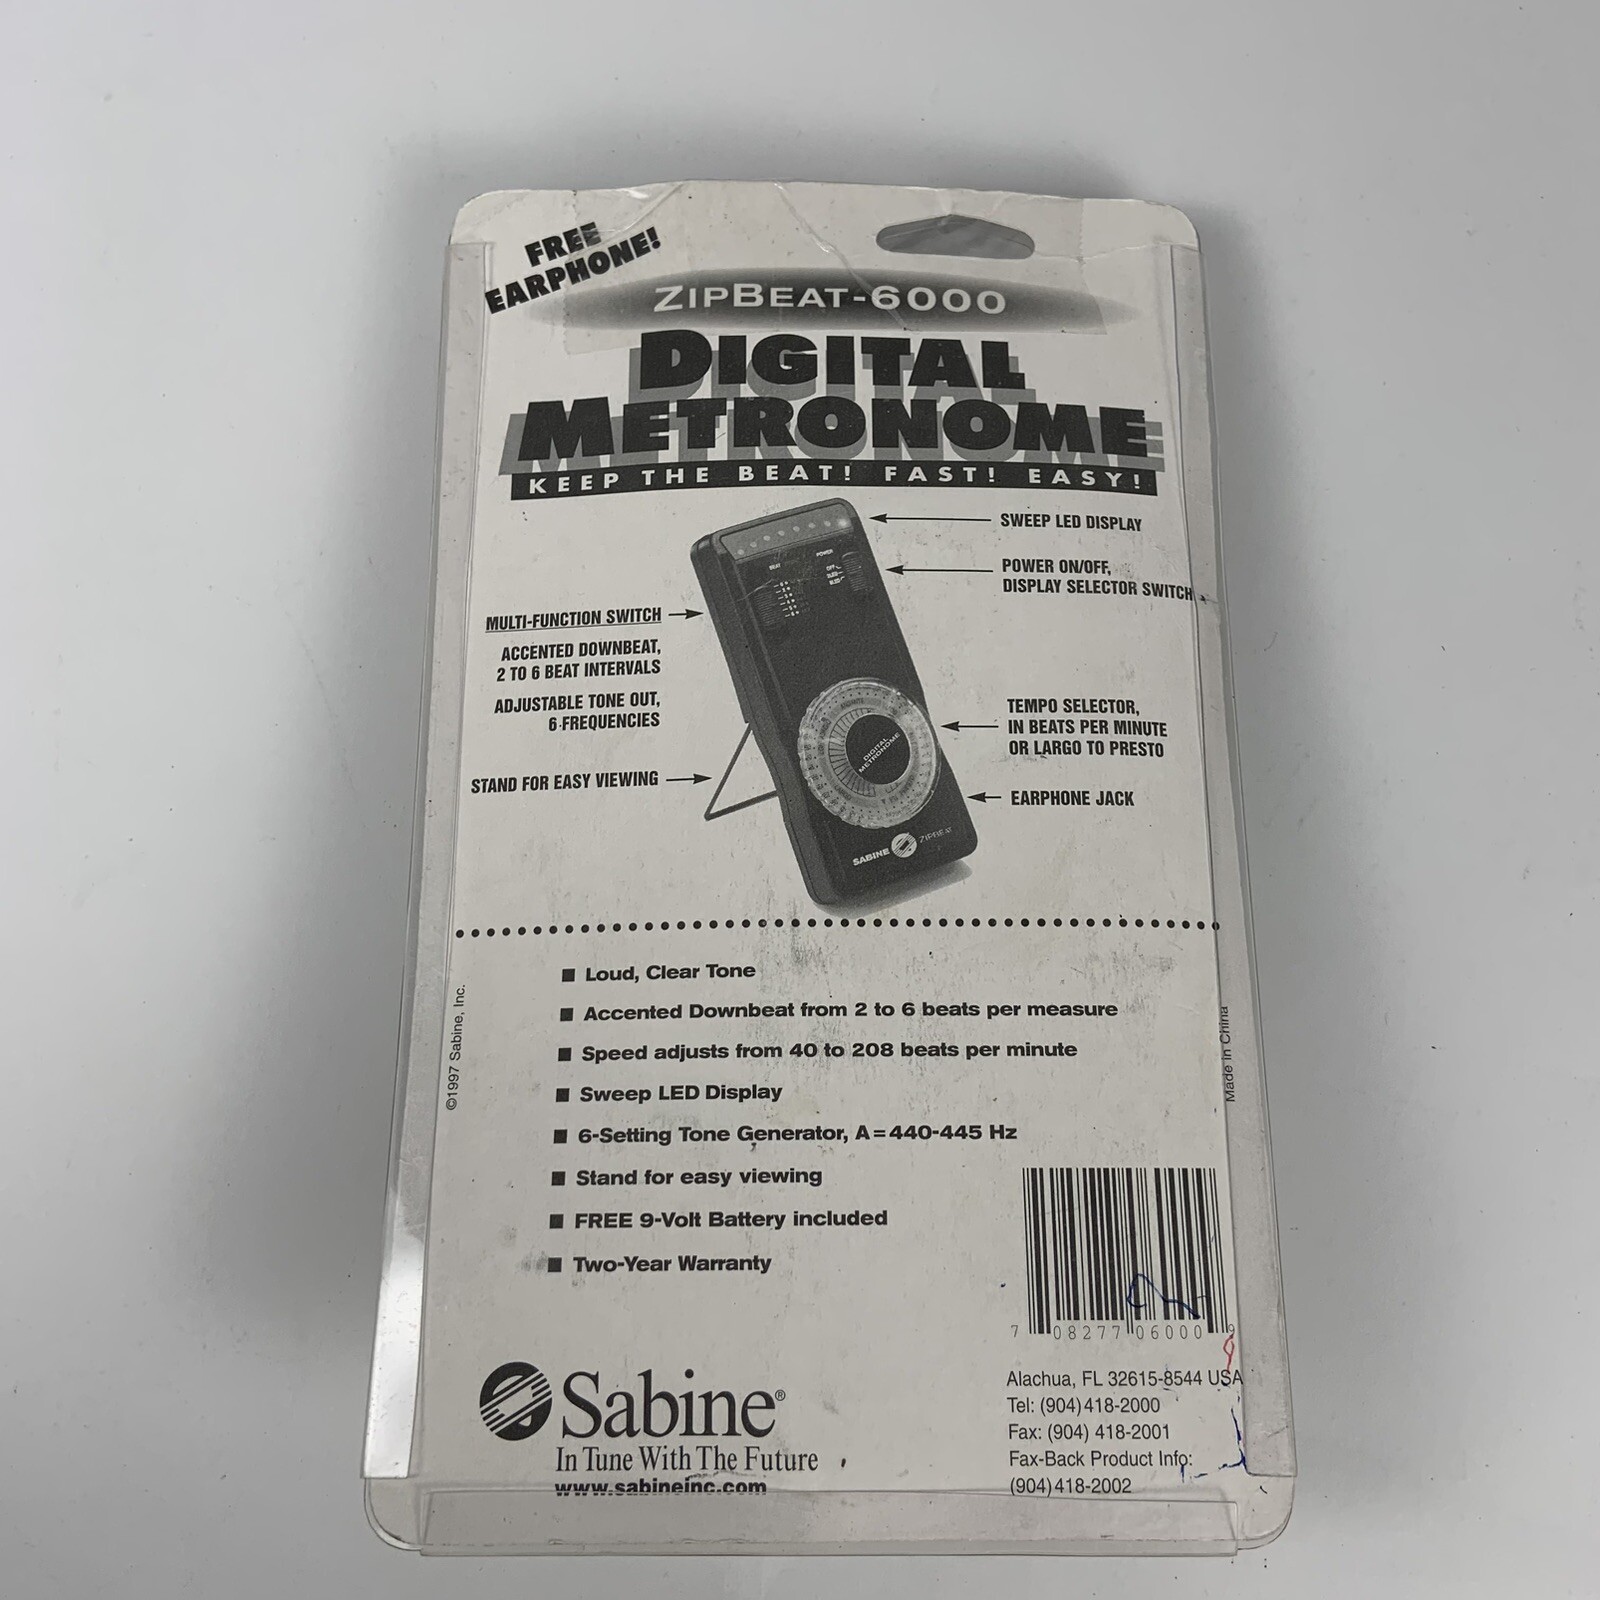 FREE
EARPHONE!
ZIPBEAT-6000
DIGITAL
METRONOME
KEEP THE BEAT! FAST! EASY!
SWEEP LED DISPLAY
POWER ON/OFF,
DISPLAY SELECTOR SWITCH
MULTI-FUNCTION SWITCH
ACCENTED DOWNBEAT,
2 TO 6 BEAT INTERVALS
ADJUSTABLE TONE OUT,
6 FREQUENCIES
STAND FOR EASY VIEWING
TEMPO SELECTOR,
IN BEATS PER MINUTE
OR LARGO TO PRESTO
EARPHONE JACK
BEAT
POWER
OFF
DIGITAL
METRONOME
SABINE ZIPBEAT
■ Loud, Clear Tone
■ Accented Downbeat from 2 to 6 beats per measure
■ Speed adjusts from 40 to 208 beats per minute
■ Sweep LED Display
■ 6-Setting Tone Generator, A=440-445 Hz
■ Stand for easy viewing
■ FREE 9-Volt Battery included
■ Two-Year Warranty
©1997 Sabine, Inc.
Made in China
7 08277 06000 9
Sabine®
In Tune With The Future
www.sabineinc.com
Alachua, FL 32615-8544 USA
Tel: (904)418-2000
Fax: (904) 418-2001
Fax-Back Product Info:
(904)418-2002